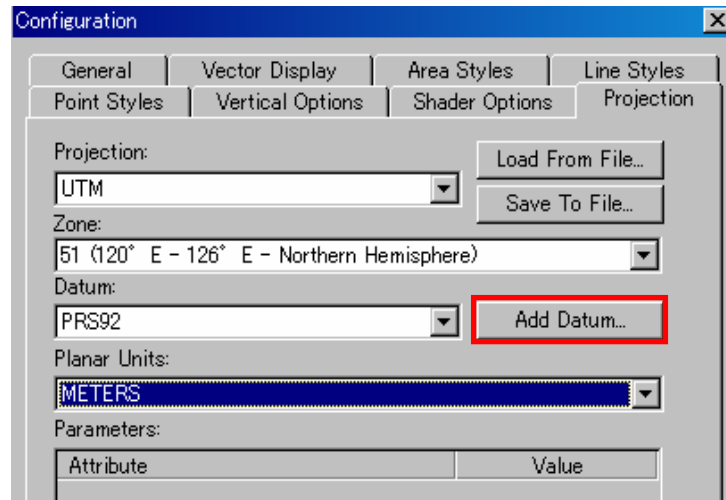 Configuration
General Vector Display Area Styles Line Styles
Point Styles Vertical Options Shader Options Projection
Projection:
Load From File...
UTM
Save To File...
Zone:
51 (120° E - 126° E - Northern Hemisphere)
Datum:
PRS92
Add Datum...
Planar Units:
METERS
Parameters:
Attribute Value